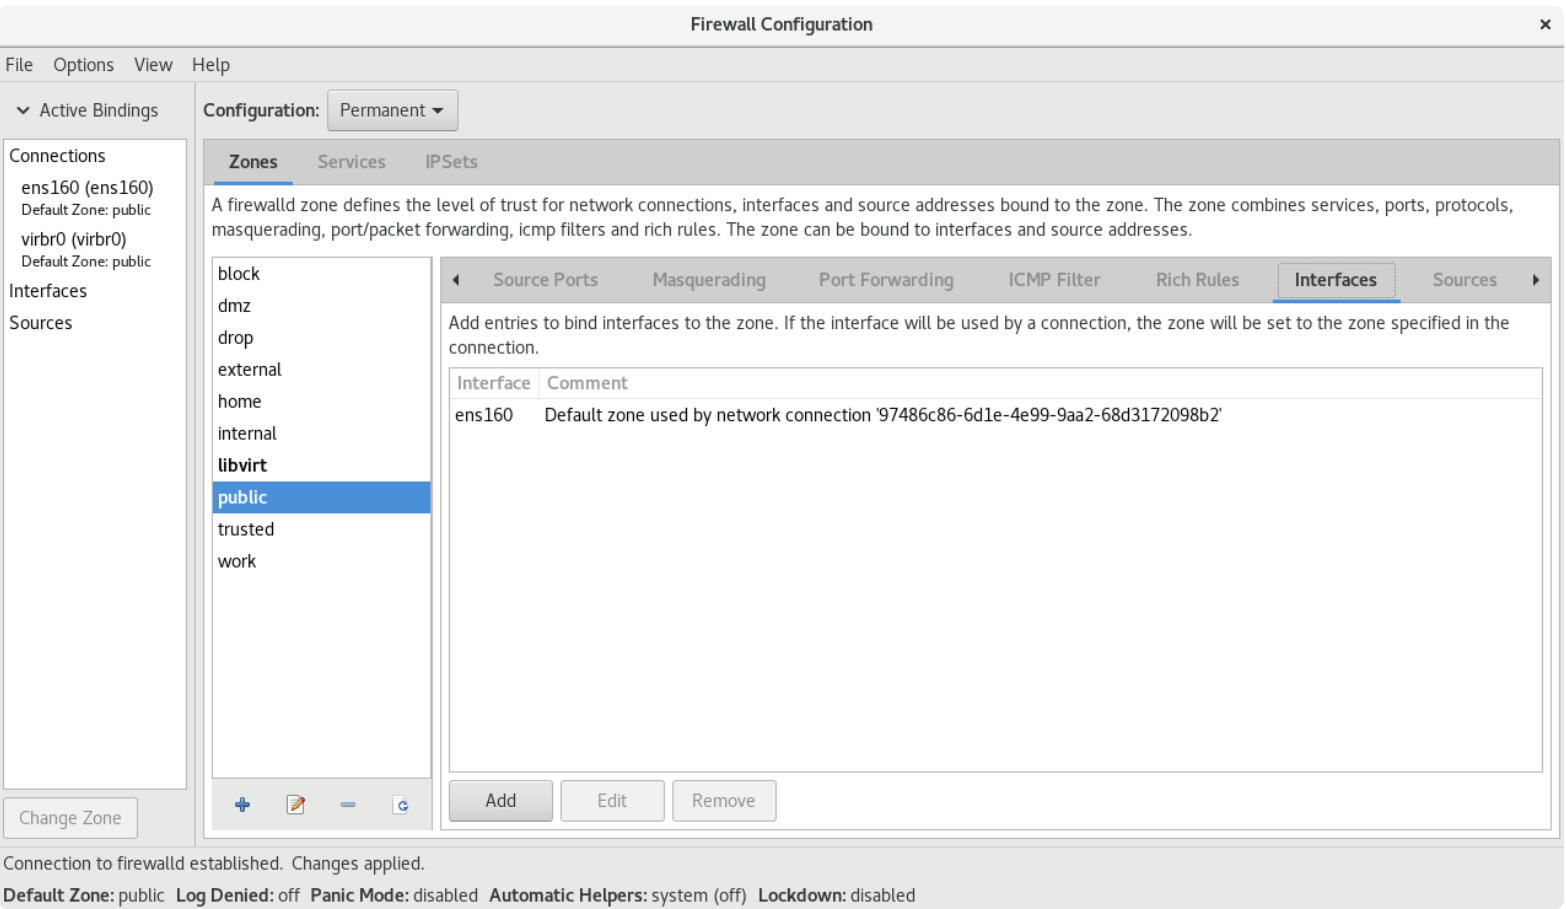 Firewall Configuration
File Options View Help
Active Bindings
Configuration: Permanent
Connections
ens160 (ens160)
Default Zone: public
virbr0 (virbr0)
Default Zone: public
Interfaces
Sources
Change Zone
Zones Services IPSets
A firewalld zone defines the level of trust for network connections, interfaces and source addresses bound to the zone. The zone combines services, ports, protocols,
masquerading, port/packet forwarding, icmp filters and rich rules. The zone can be bound to interfaces and source addresses.
block
dmz
drop
external
home
internal
libvirt
public
trusted
work
Source Ports Masquerading Port Forwarding ICMP Filter Rich Rules Interfaces Sources
Add entries to bind interfaces to the zone. If the interface will be used by a connection, the zone will be set to the zone specified in the
connection.
Interface Comment
ens160 Default zone used by network connection '97486c86-6d1e-4e99-9aa2-68d3172098b2'
Add Edit Remove
Connection to firewalld established. Changes applied.
Default Zone: public Log Denied: off Panic Mode: disabled Automatic Helpers: system (off) Lockdown: disabled